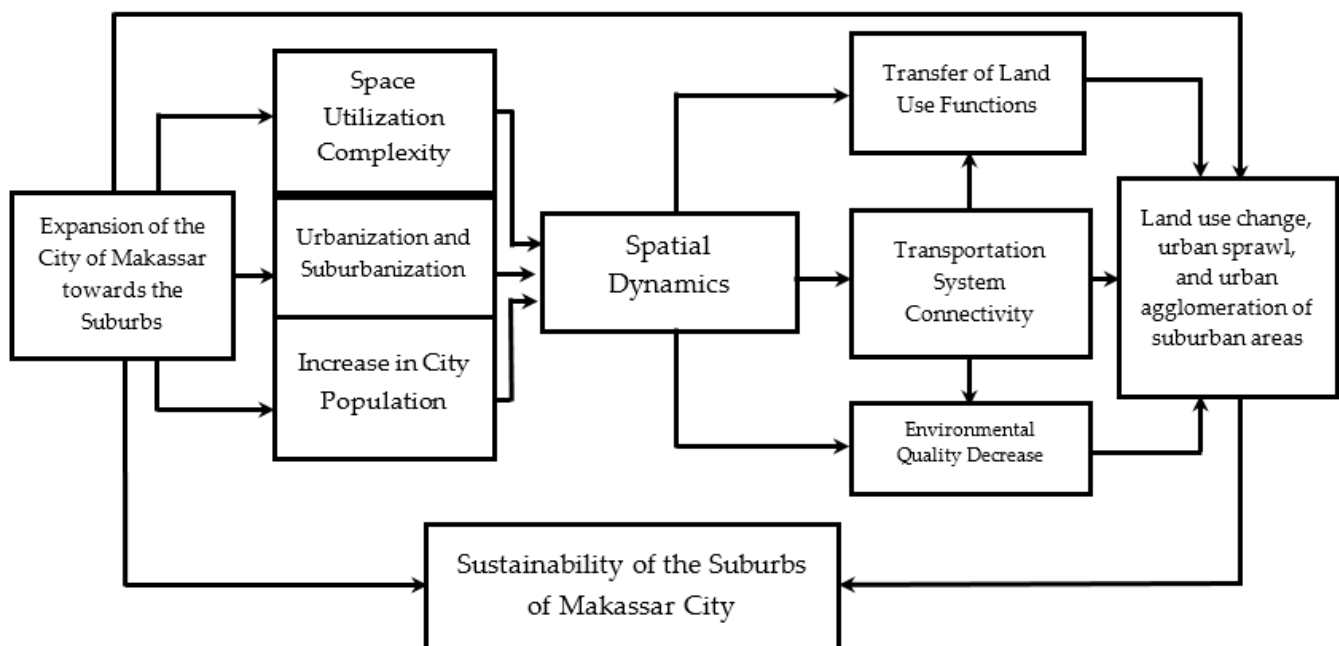 Expansion of the
City of Makassar
towards the
Suburbs
Space
Utilization
Complexity
Urbanization and
Suburbanization
Increase in City
Population
Spatial
Dynamics
Transfer of Land
Use Functions
Transportation
System
Connectivity
Environmental
Quality Decrease
Land use change,
urban sprawl,
and urban
agglomeration of
suburban areas
Sustainability of the Suburbs
of Makassar City